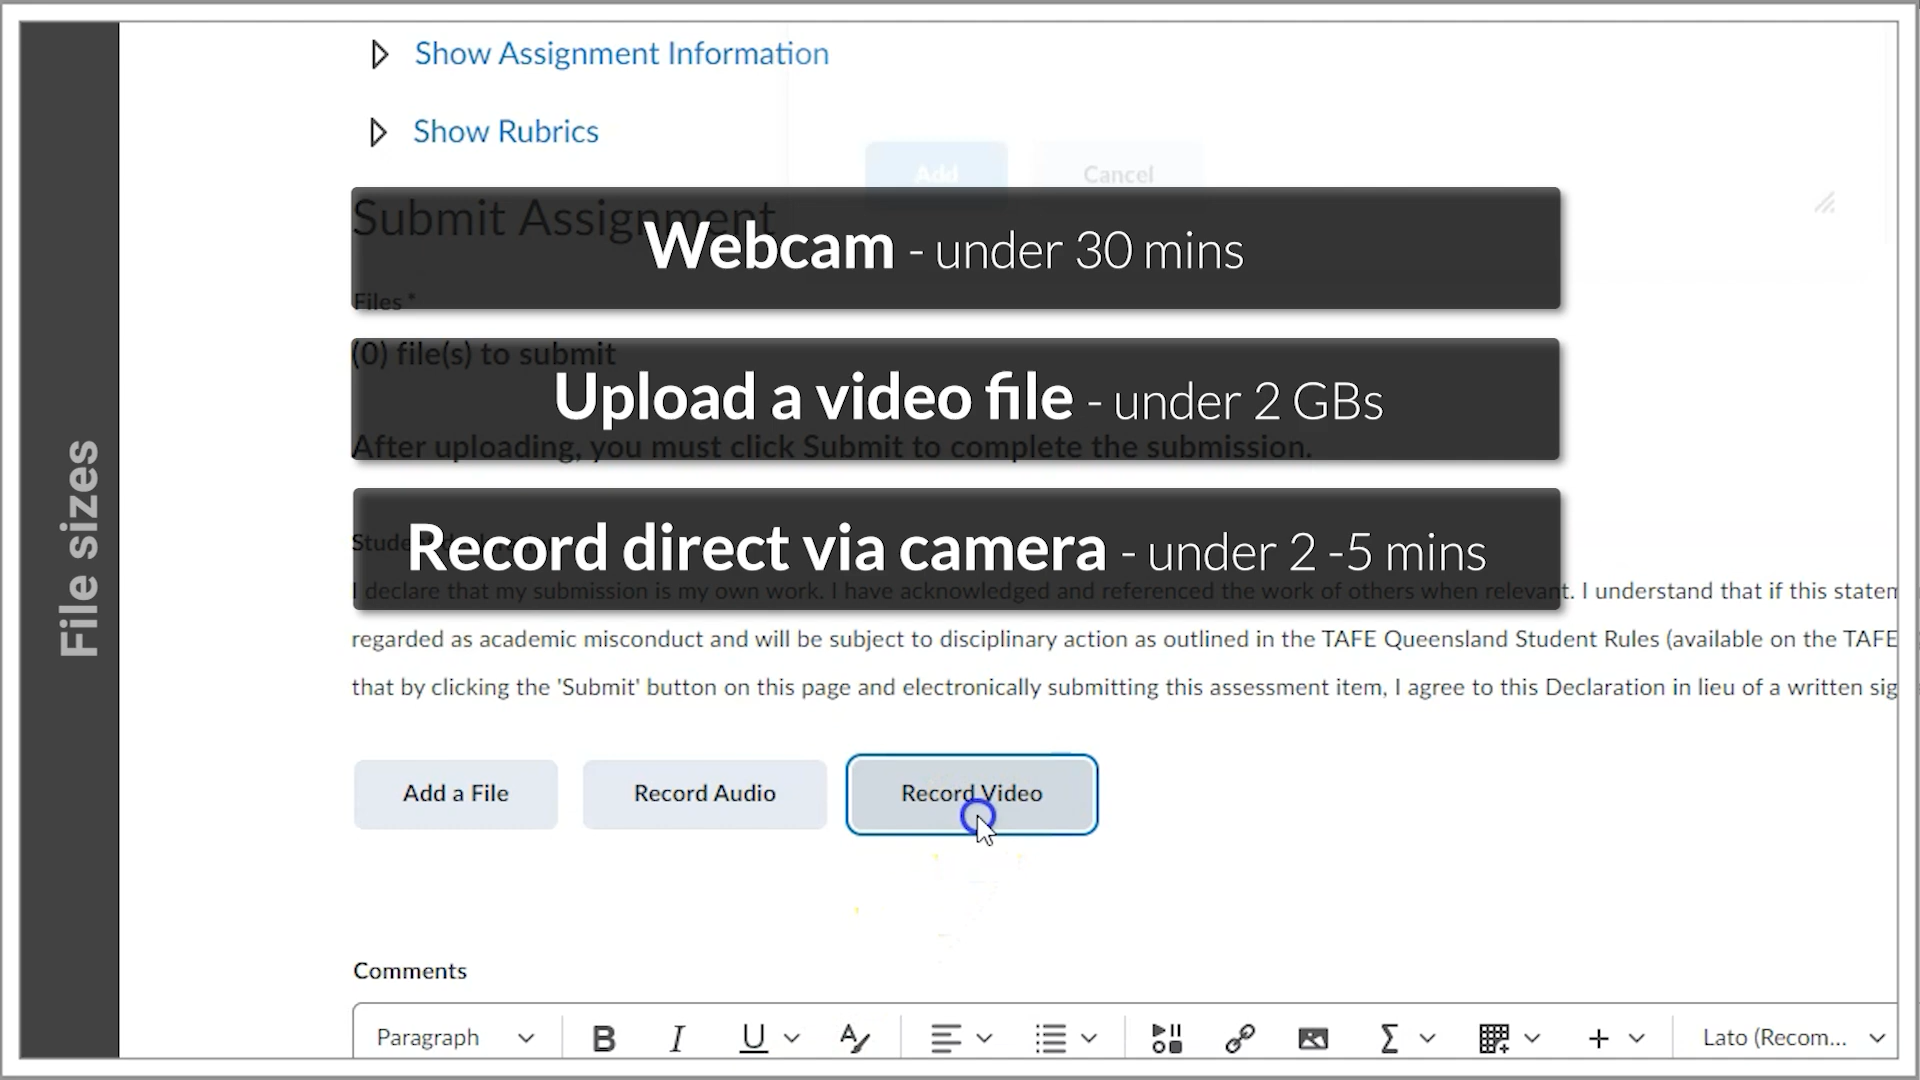 File sizes
Show Assignment Information
Show Rubrics
Add Cancel
Submit Assignment
Webcam - under 30 mins
Files *
(0) file(s) to submit
Upload a video file - under 2 GBs
After uploading, you must click Submit to complete the submission.
Record direct via camera - under 2 -5 mins
I declare that my submission is my own work. I have acknowledged and referenced the work of others when relevant. I understand that if this statem
regarded as academic misconduct and will be subject to disciplinary action as outlined in the TAFE Queensland Student Rules (available on the TAFE
that by clicking the 'Submit' button on this page and electronically submitting this assessment item, I agree to this Declaration in lieu of a written sig
Add a File Record Audio Record Video
Comments
Paragraph B I U Lato (Recom...